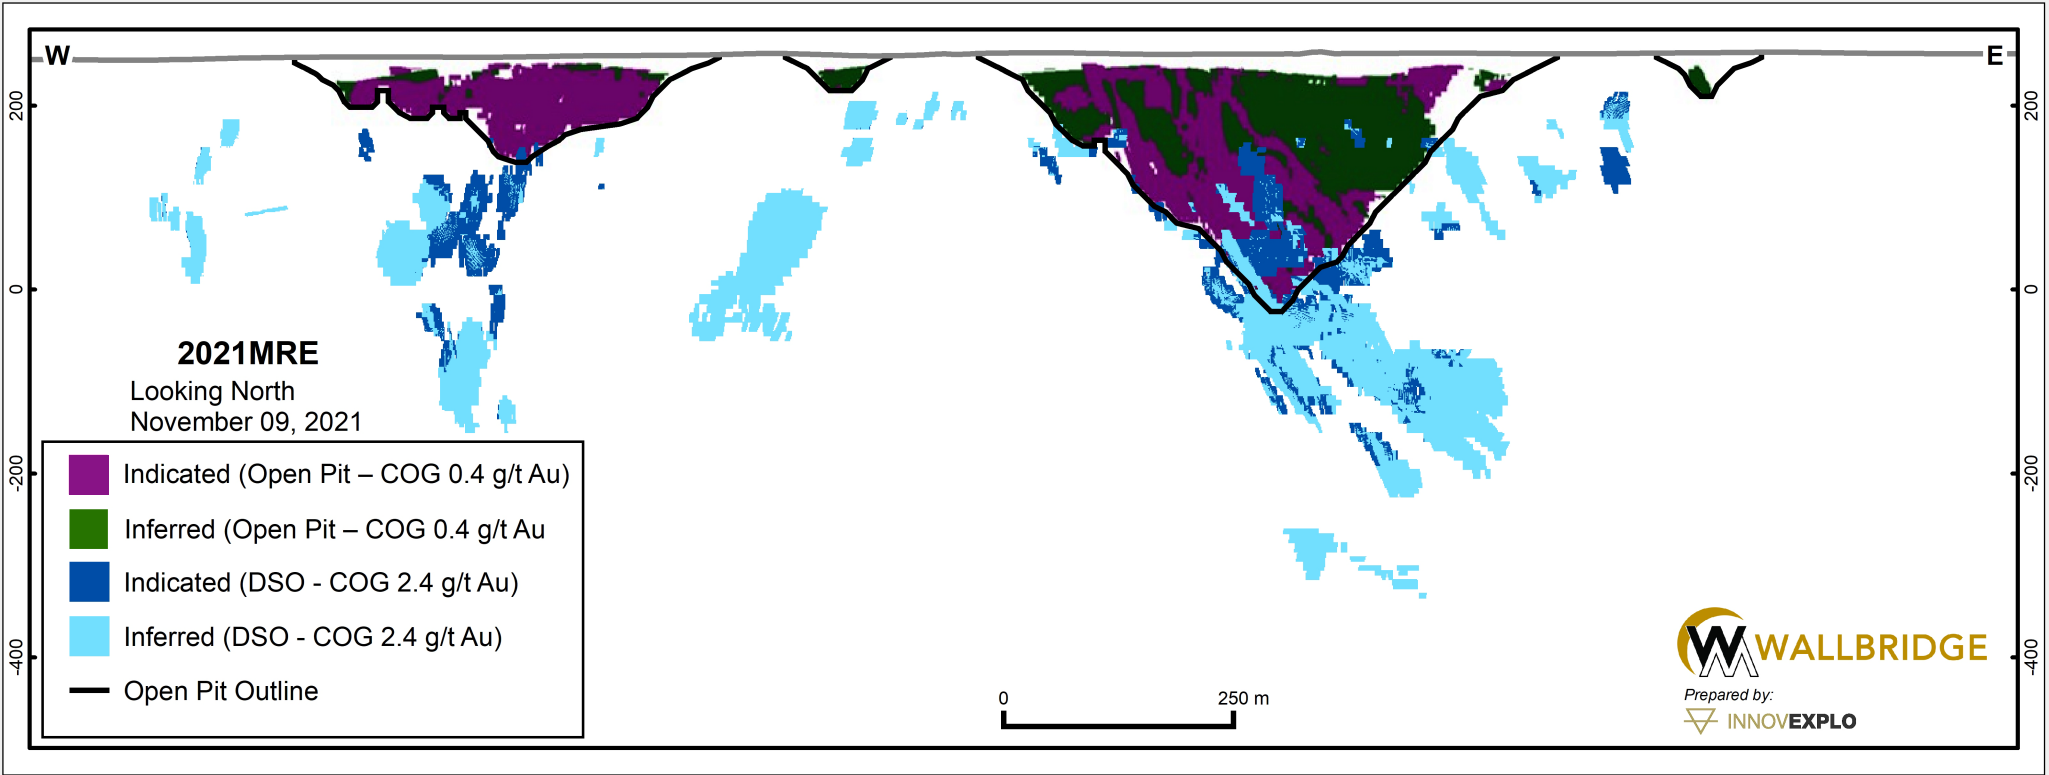 W
E
200
200
0
0
2021MRE
Looking North
November 09, 2021
-200
-200
Indicated (Open Pit – COG 0.4 g/t Au)
Inferred (Open Pit – COG 0.4 g/t Au
Indicated (DSO - COG 2.4 g/t Au)
Inferred (DSO - COG 2.4 g/t Au)
Open Pit Outline
-400
-400
0
250 m
WALLBRIDGE
Prepared by:
INNOVEXPLO